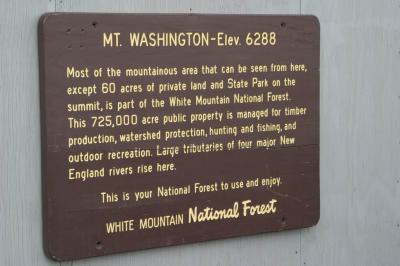 MT. WASHINGTON-Elev. 6288
Most of the mountainous area that can be seen from here,
except 60 acres of private land and State Park on the
summit, is part of the White Mountain National Forest.
This 725,000 acre public property is managed for timber
production, watershed protection, hunting and fishing, and
outdoor recreation. Large tributaries of four major New
England rivers rise here.
This is your National Forest to use and enjoy.
WHITE MOUNTAIN National Forest